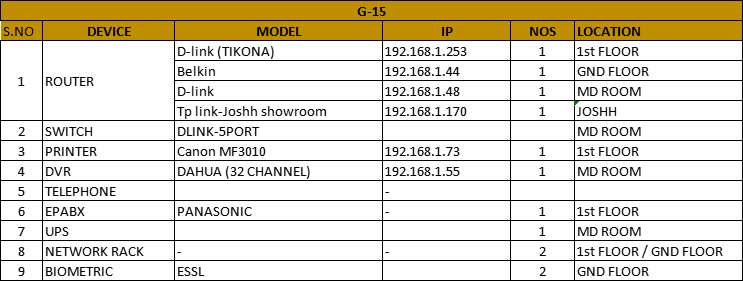 G-15
S.NO DEVICE MODEL IP NOS LOCATION
1 ROUTER D-link (TIKONA) 192.168.1.253 1 1st FLOOR
Belkin 192.168.1.44 1 GND FLOOR
D-link 192.168.1.48 1 MD ROOM
Tp link-Joshh showroom 192.168.1.170 1 JOSHH
2 SWITCH DLINK-5PORT MD ROOM
3 PRINTER Canon MF3010 192.168.1.73 1 1st FLOOR
4 DVR DAHUA (32 CHANNEL) 192.168.1.55 1 MD ROOM
5 TELEPHONE -
6 EPABX PANASONIC - 1 1st FLOOR
7 UPS 1 MD ROOM
8 NETWORK RACK - - 2 1st FLOOR / GND FLOOR
9 BIOMETRIC ESSL 2 GND FLOOR